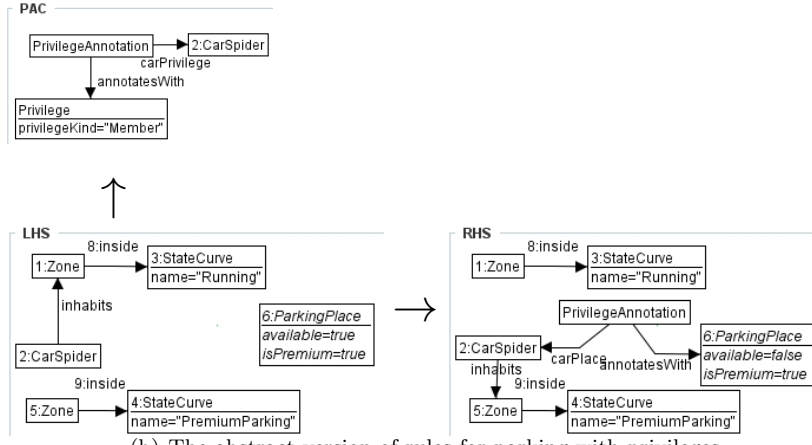 PAC
PrivilegeAnnotation
2:CarSpider
carPrivilege
annotatesWith
Privilege
privilegeKind="Member"
LHS
8:inside
1:Zone
3:StateCurve
name="Running"
inhabits
6:ParkingPlace
available=true
isPremium=true
2:CarSpider
9:inside
5:Zone
4:StateCurve
name="PremiumParking"
RHS
8:inside
1:Zone
3:StateCurve
name="Running"
PrivilegeAnnotation
2:CarSpider
carPlace
annotatesWith
6:ParkingPlace
available=false
isPremium=true
inhabits
9:inside
5:Zone
4:StateCurve
name="PremiumParking"
(b) The abstract version of rules for parking with privileges